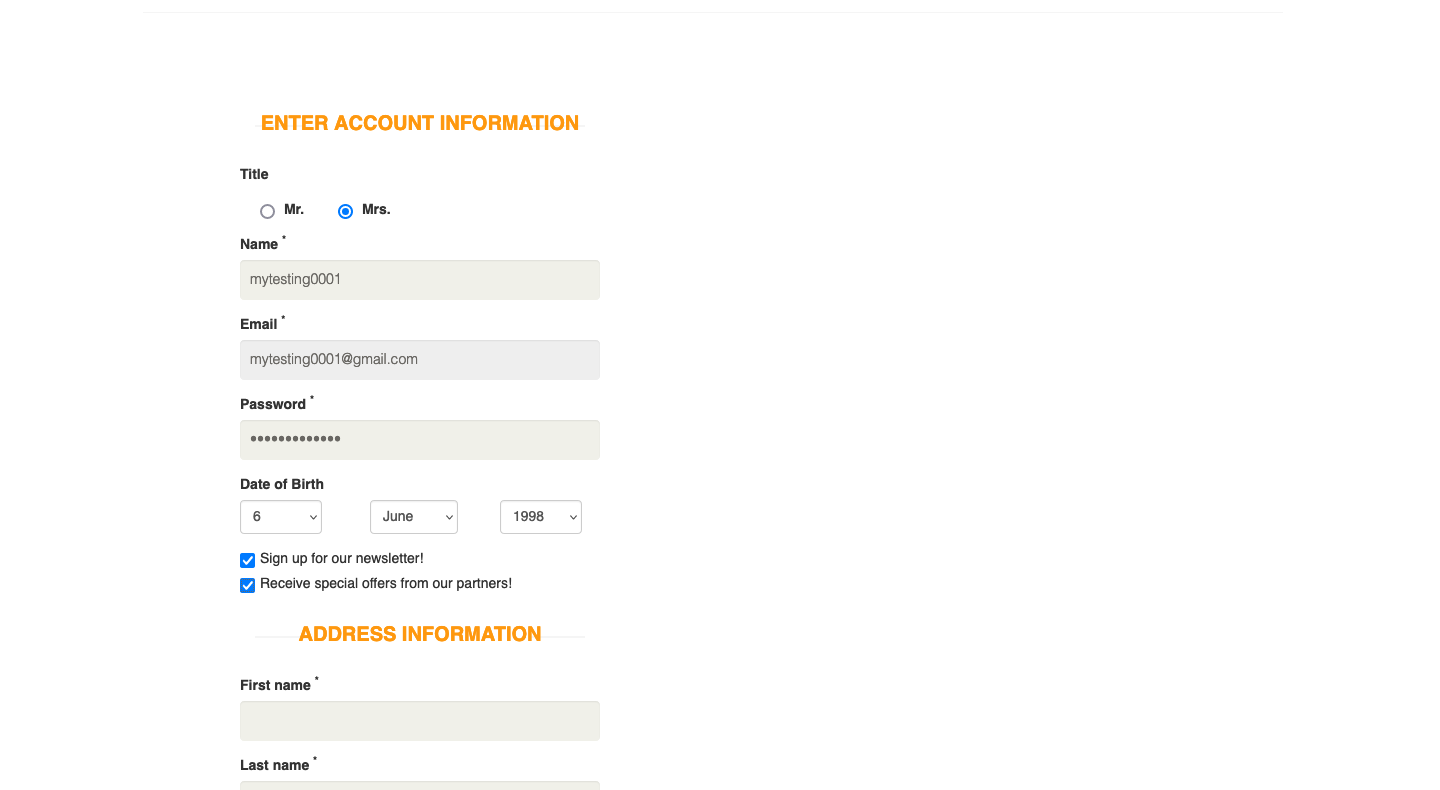 ENTER ACCOUNT INFORMATION
Title
Mr. Mrs.
Name *
mytesting0001
Email *
mytesting0001@gmail.com
Password *
•••••••••••••
Date of Birth
6 June 1998
Sign up for our newsletter!
Receive special offers from our partners!
ADDRESS INFORMATION
First name *
Last name *